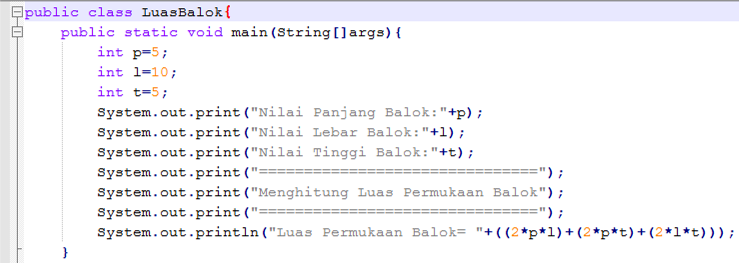 public class LuasBalok{
public static void main(String[]args){
int p=5;
int l=10;
int t=5;
System.out.print("Nilai Panjang Balok:"+p);
System.out.print("Nilai Lebar Balok:"+l);
System.out.print("Nilai Tinggi Balok:"+t);
System.out.print("===============================");
System.out.print("Menghitung Luas Permukaan Balok");
System.out.print("===============================");
System.out.println("Luas Permukaan Balok= "+((2*p*l)+(2*p*t)+(2*l*t)));
}